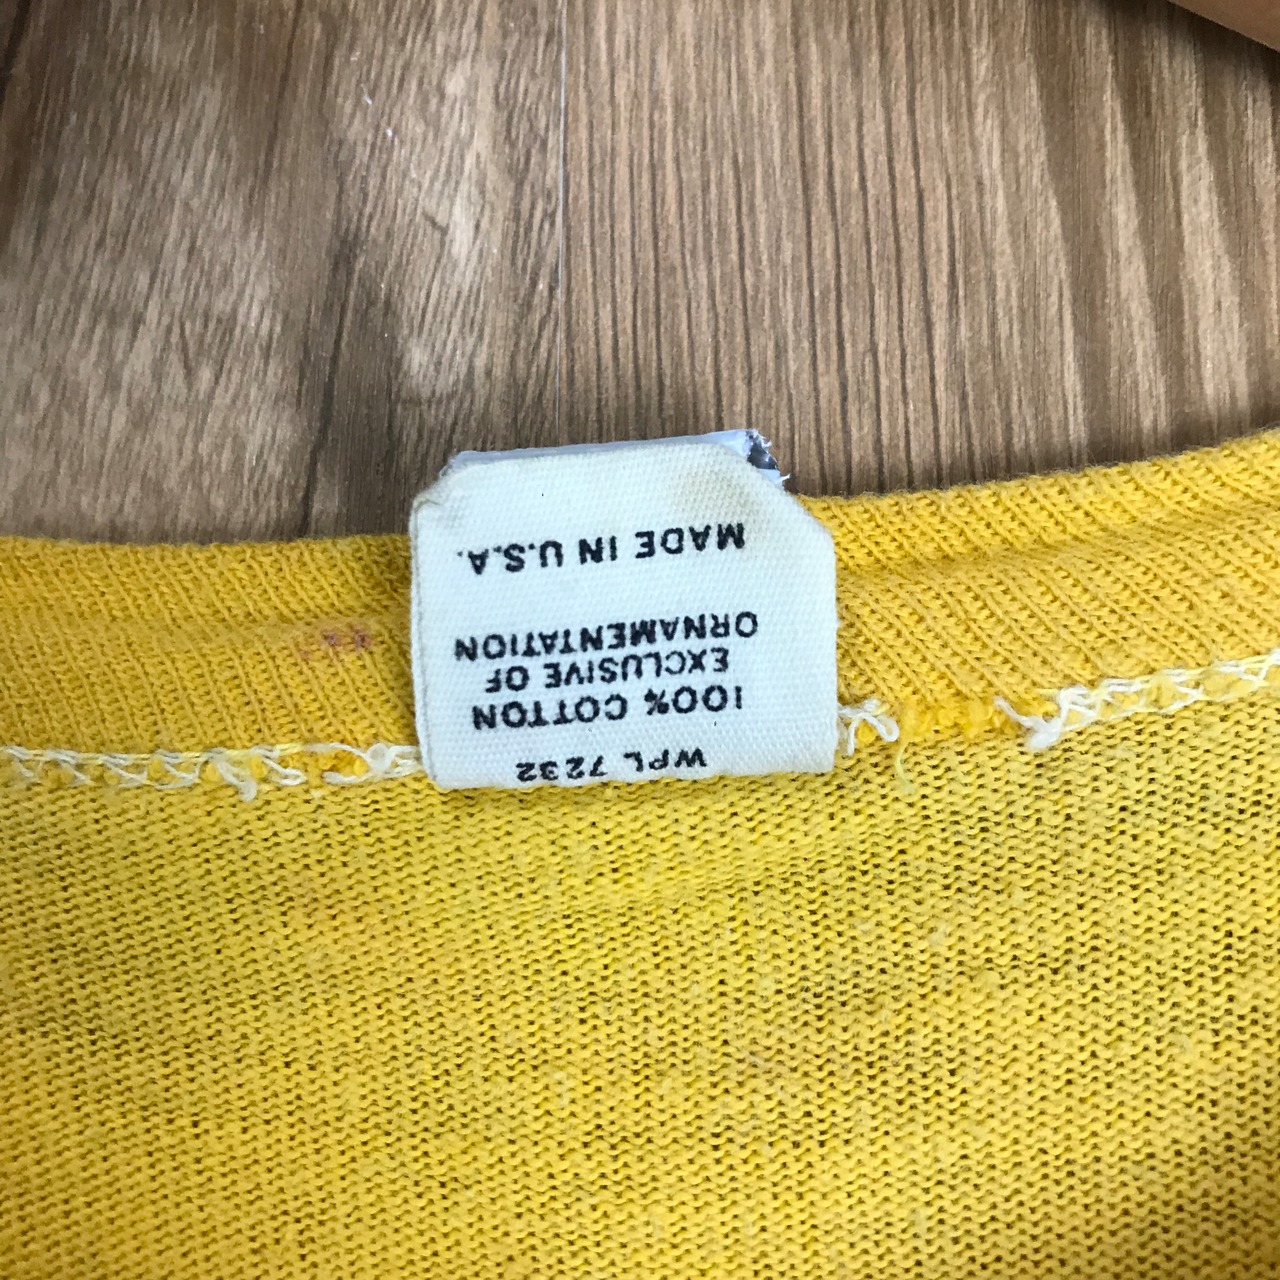 WPL 7232
100% COTTON
EXCLUSIVE OF
ORNAMENTATION
MADE IN U.S.A.